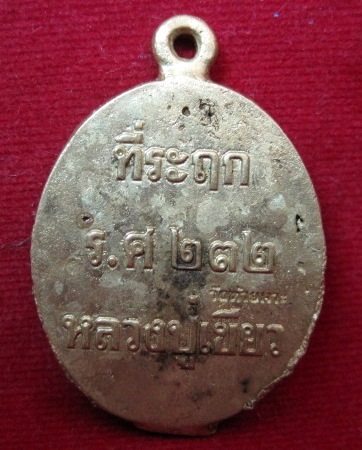 ที่ระฤก
ร.ศ ๒๓๒
หลวงปู่เขียว